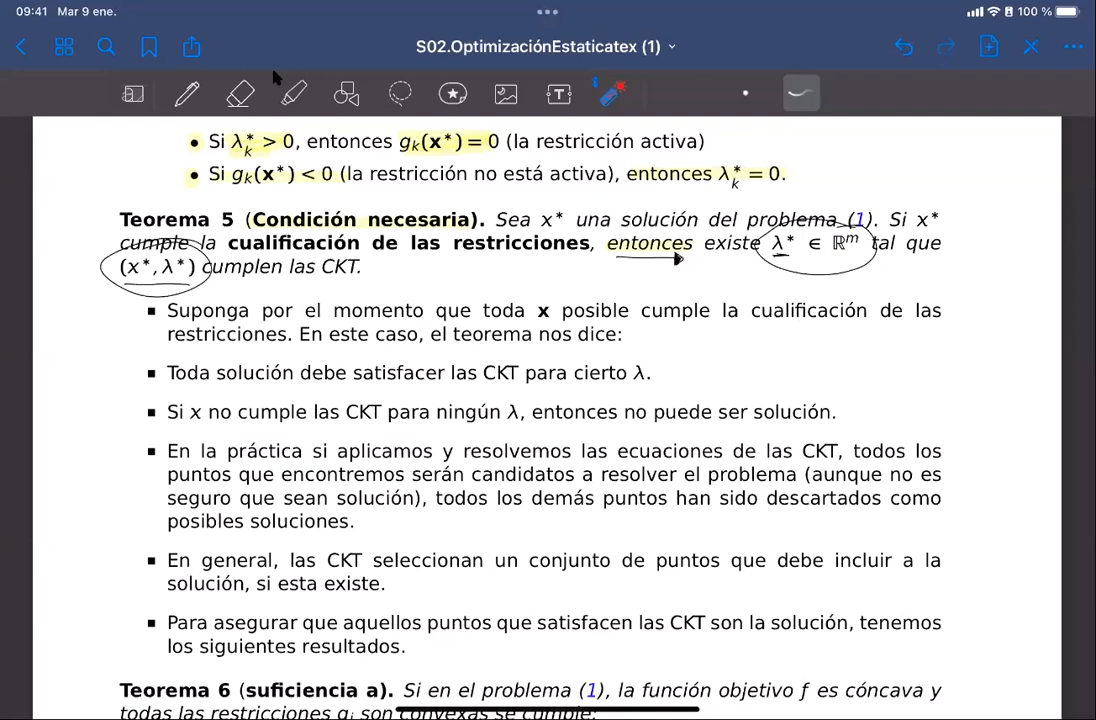 09:41 Mar 9 ene.
100 %
S02.OptimizaciónEstaticatex (1)
• Si λ*ₖ > 0, entonces gₖ(x*) = 0 (la restricción activa)
• Si gₖ(x*) < 0 (la restricción no está activa), entonces λ*ₖ = 0.
Teorema 5 (Condición necesaria). Sea x* una solución del problema (1). Si x*
cumple la cualificación de las restricciones, entonces existe λ* ∈ ℝᵐ tal que
(x*, λ*) cumplen las CKT.
▪ Suponga por el momento que toda x posible cumple la cualificación de las
restricciones. En este caso, el teorema nos dice:
▪ Toda solución debe satisfacer las CKT para cierto λ.
▪ Si x no cumple las CKT para ningún λ, entonces no puede ser solución.
▪ En la práctica si aplicamos y resolvemos las ecuaciones de las CKT, todos los
puntos que encontremos serán candidatos a resolver el problema (aunque no es
seguro que sean solución), todos los demás puntos han sido descartados como
posibles soluciones.
▪ En general, las CKT seleccionan un conjunto de puntos que debe incluir a la
solución, si esta existe.
▪ Para asegurar que aquellos puntos que satisfacen las CKT son la solución, tenemos
los siguientes resultados.
Teorema 6 (suficiencia a). Si en el problema (1), la función objetivo f es cóncava y
todas las restricciones gⱼ son convexas se cumple: